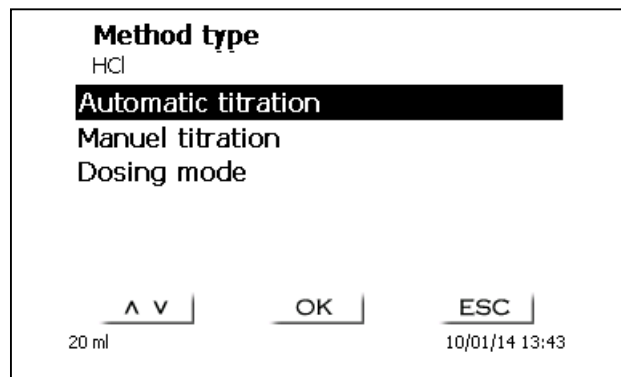 Method type
HCl
Automatic titration
Manuel titration
Dosing mode
∧ ∨ OK ESC
20 ml 10/01/14 13:43